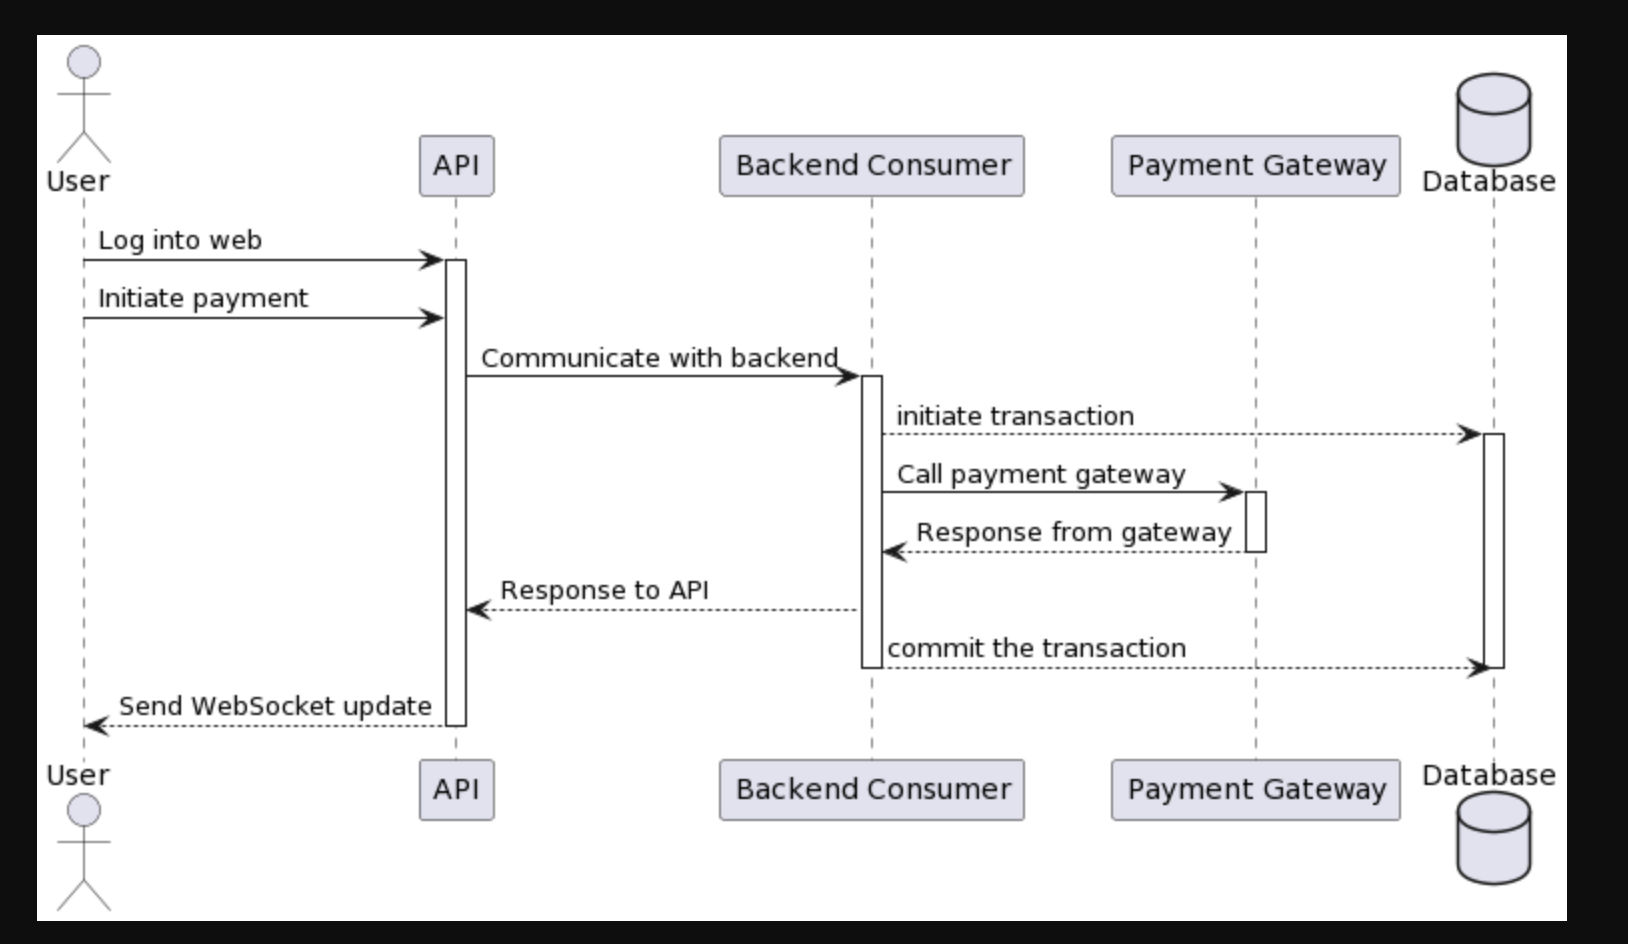 User
API
Backend Consumer
Payment Gateway
Database
Log into web
Initiate payment
Communicate with backend
initiate transaction
Call payment gateway
Response from gateway
Response to API
commit the transaction
Send WebSocket update
User
API
Backend Consumer
Payment Gateway
Database